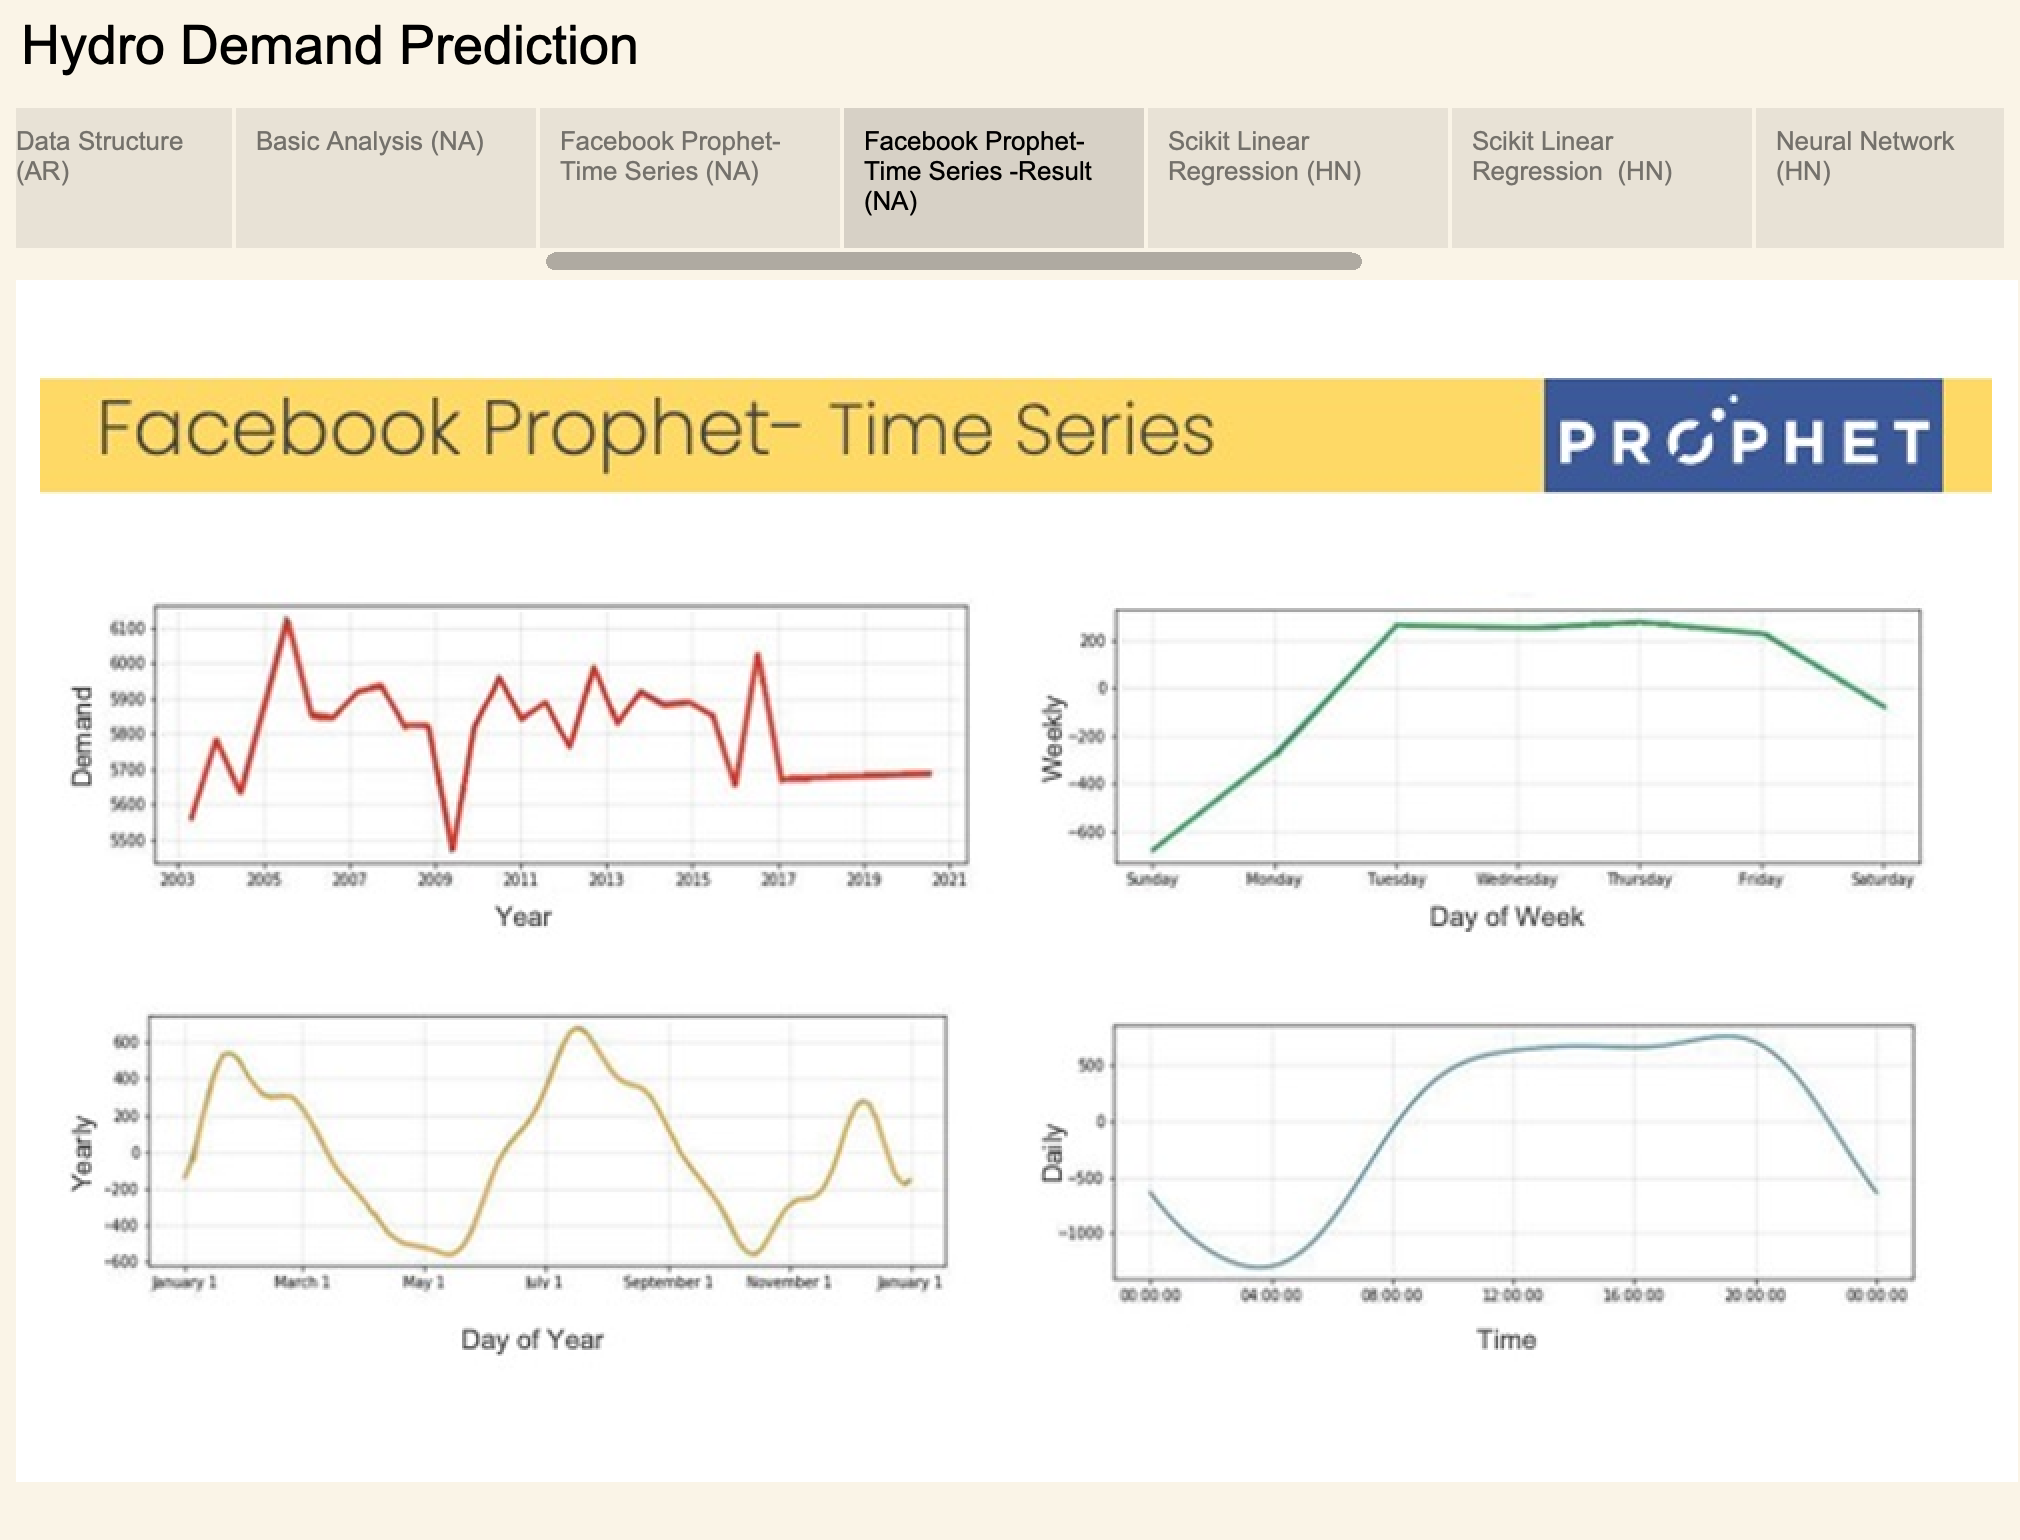 Hydro Demand Prediction
Data Structure
(AR)
Basic Analysis (NA)
Facebook Prophet-
Time Series (NA)
Facebook Prophet-
Time Series -Result
(NA)
Scikit Linear
Regression (HN)
Scikit Linear
Regression  (HN)
Neural Network
(HN)
Facebook Prophet- Time Series
PROPHET
Demand
6100
6000
5900
5800
5700
5600
5500
2003 2005 2007 2009 2011 2013 2015 2017 2019 2021
Year
Weekly
200
0
−200
−400
−600
Sunday Monday Tuesday Wednesday Thursday Friday Saturday
Day of Week
Yearly
600
400
200
0
−200
−400
−600
January 1 March 1 May 1 July 1 September 1 November 1 January 1
Day of Year
Daily
500
0
−500
−1000
00:00:00 04:00:00 08:00:00 12:00:00 16:00:00 20:00:00 00:00:00
Time